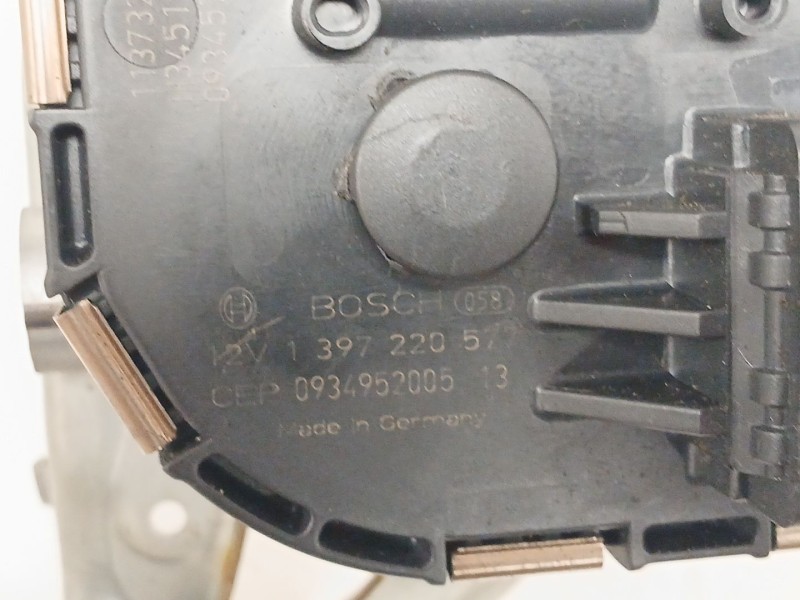 BOSCH 058
12V 1 397 220 577
CEP 0934952005 13
Made in Germany